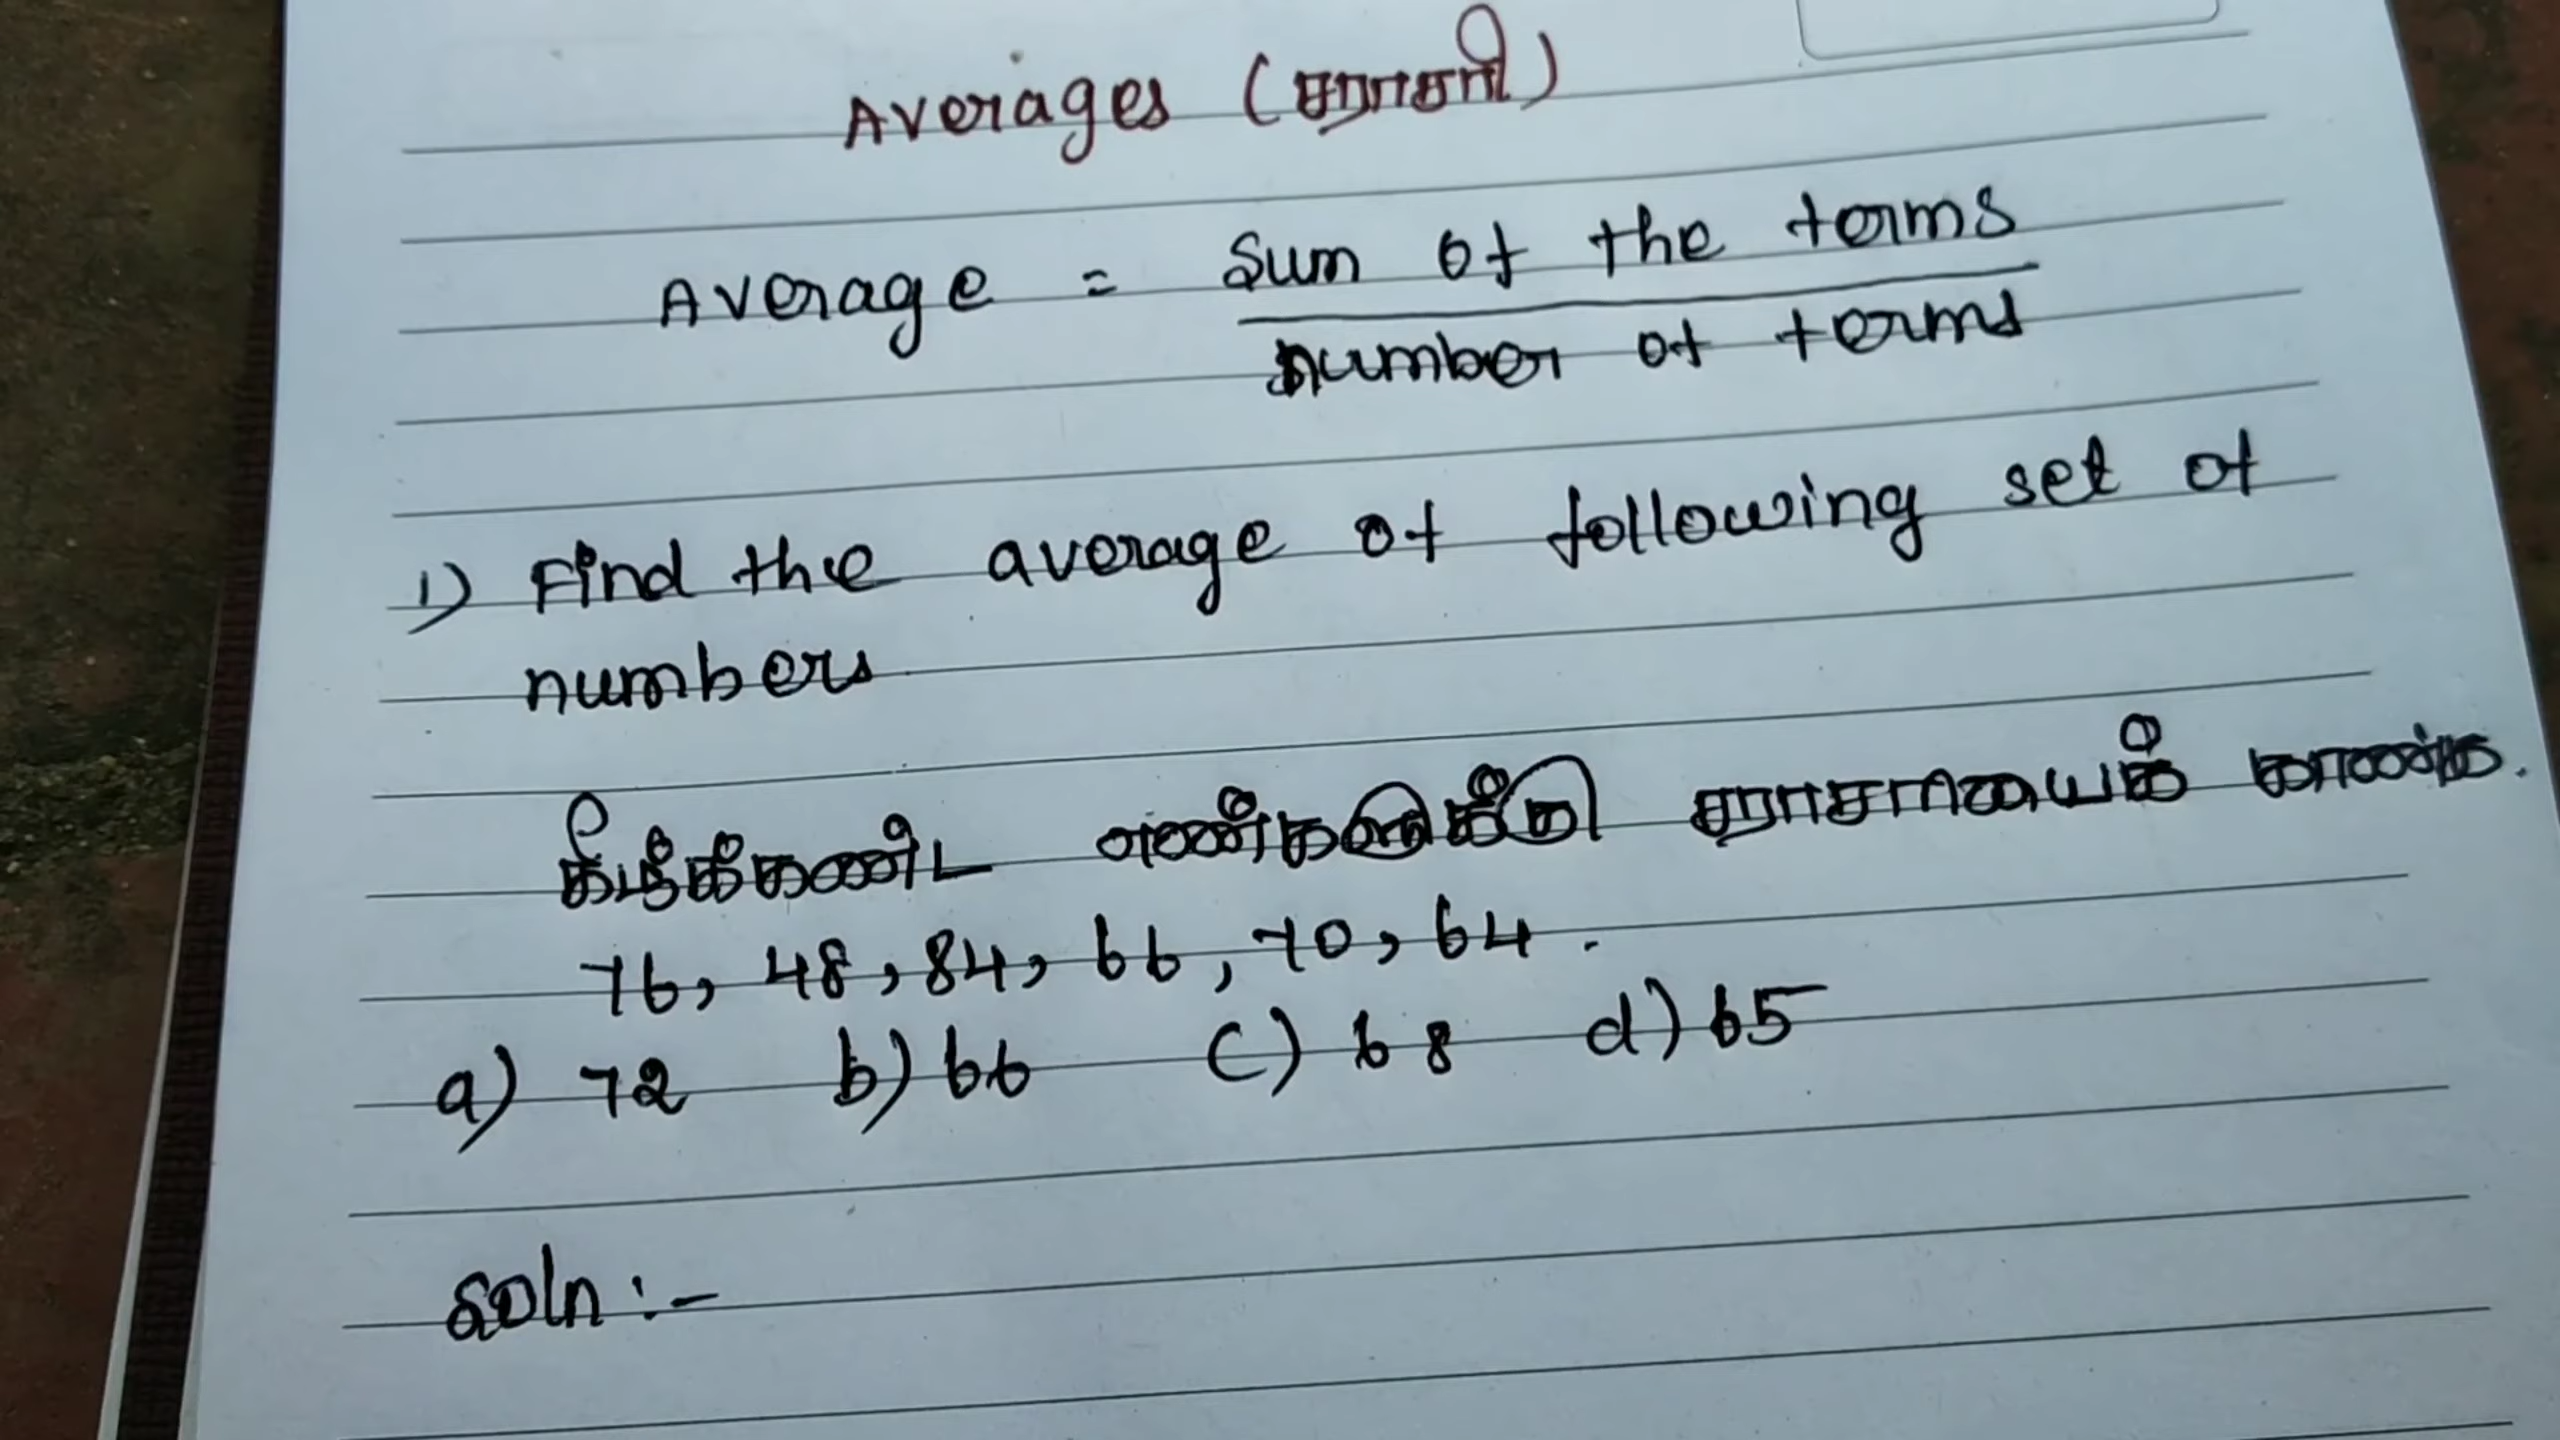 Averages (சராசரி)
Average = Sum of the terms
number of terms
1) Find the average of following set of
numbers
கீழ்க்கண்ட எண்களின் சராசரியைக் காண்க.
76, 48, 84, 66, 70, 64.
a) 72 b) 66 c) 68 d) 65
Soln :-